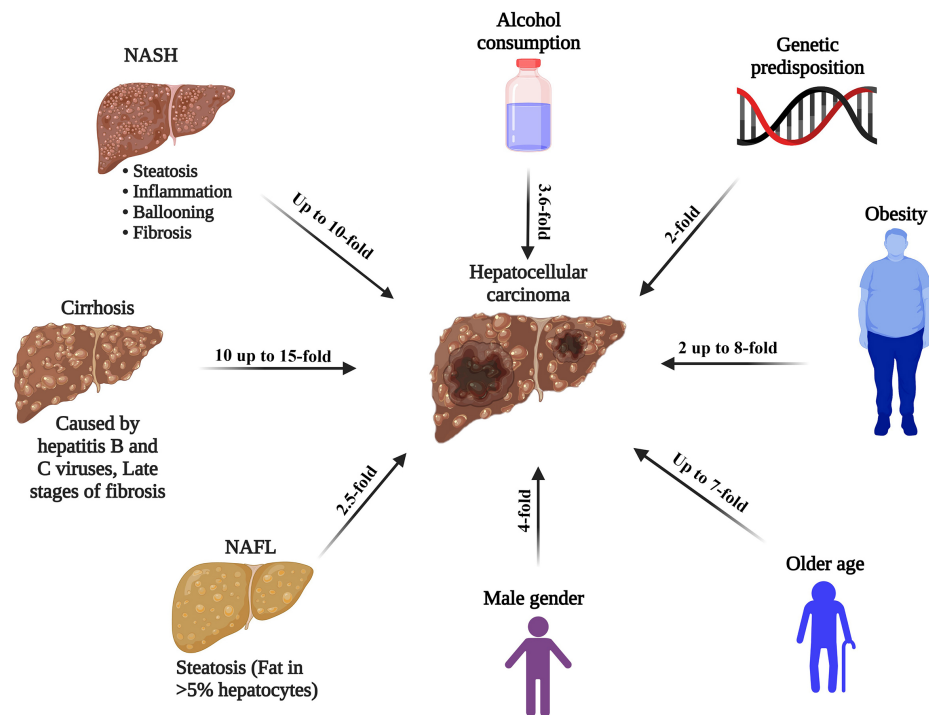 NASH
• Steatosis
• Inflammation
• Ballooning
• Fibrosis
Up to 10-fold
Alcohol
consumption
3.6-fold
Genetic
predisposition
2-fold
Obesity
2 up to 8-fold
Hepatocellular
carcinoma
Cirrhosis
10 up to 15-fold
Caused by
hepatitis B and
C viruses, Late
stages of fibrosis
2.5-fold
NAFL
Steatosis (Fat in
>5% hepatocytes)
4-fold
Male gender
Up to 7-fold
Older age